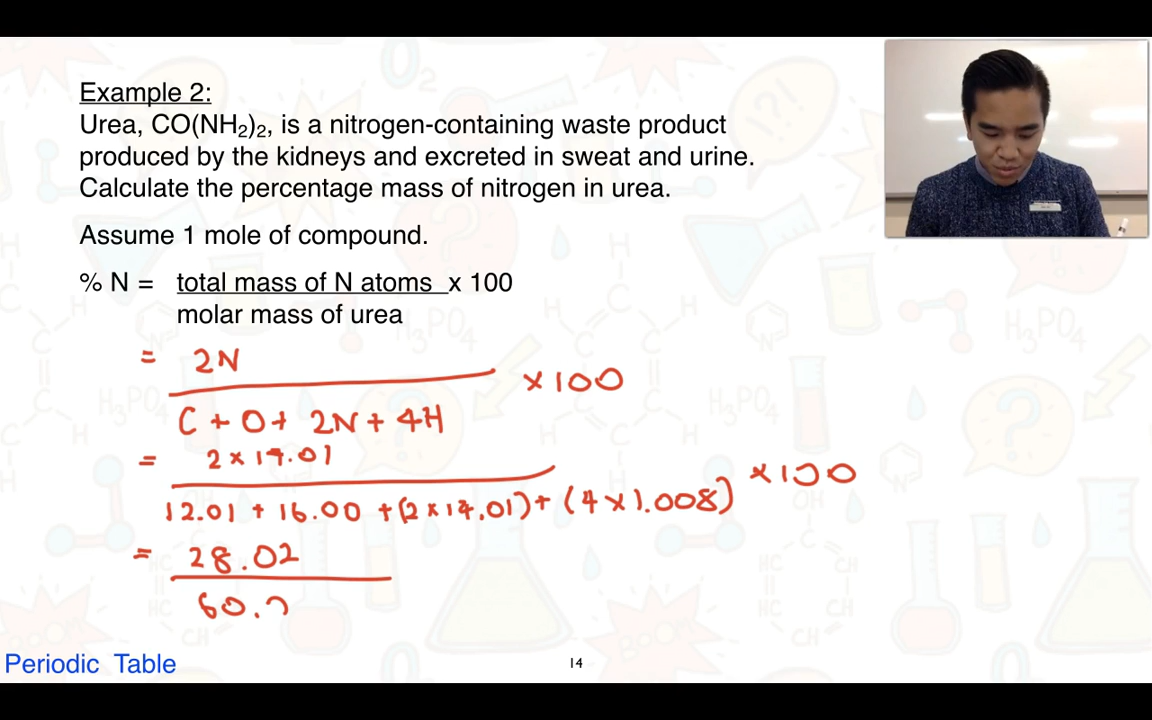 Example 2:
Urea, CO(NH₂)₂, is a nitrogen-containing waste product
produced by the kidneys and excreted in sweat and urine.
Calculate the percentage mass of nitrogen in urea.
Assume 1 mole of compound.
% N = total mass of N atoms x 100
molar mass of urea
= 2N
× 100
C + O + 2N + 4H
= 2 × 14.01
× 100
12.01 + 16.00 + (2 × 14.01) + (4 × 1.008)
= 28.02
60.
Periodic Table
14